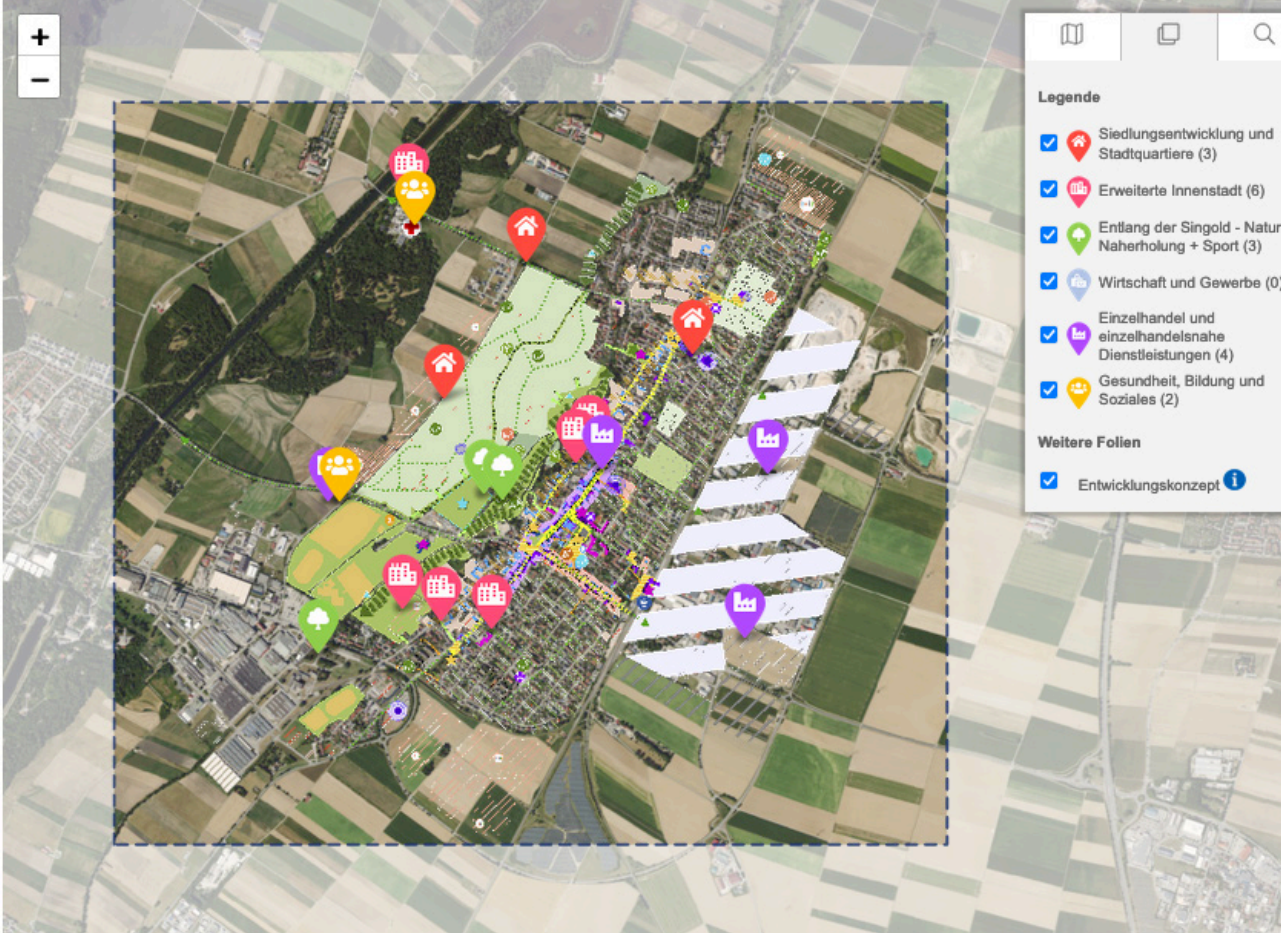 +
−
Legende
Siedlungsentwicklung und
Stadtquartiere (3)
Erweiterte Innenstadt (6)
Entlang der Singold - Natur
Naherholung + Sport (3)
Wirtschaft und Gewerbe (0)
Einzelhandel und
einzelhandelsnahe
Dienstleistungen (4)
Gesundheit, Bildung und
Soziales (2)
Weitere Folien
Entwicklungskonzept
i